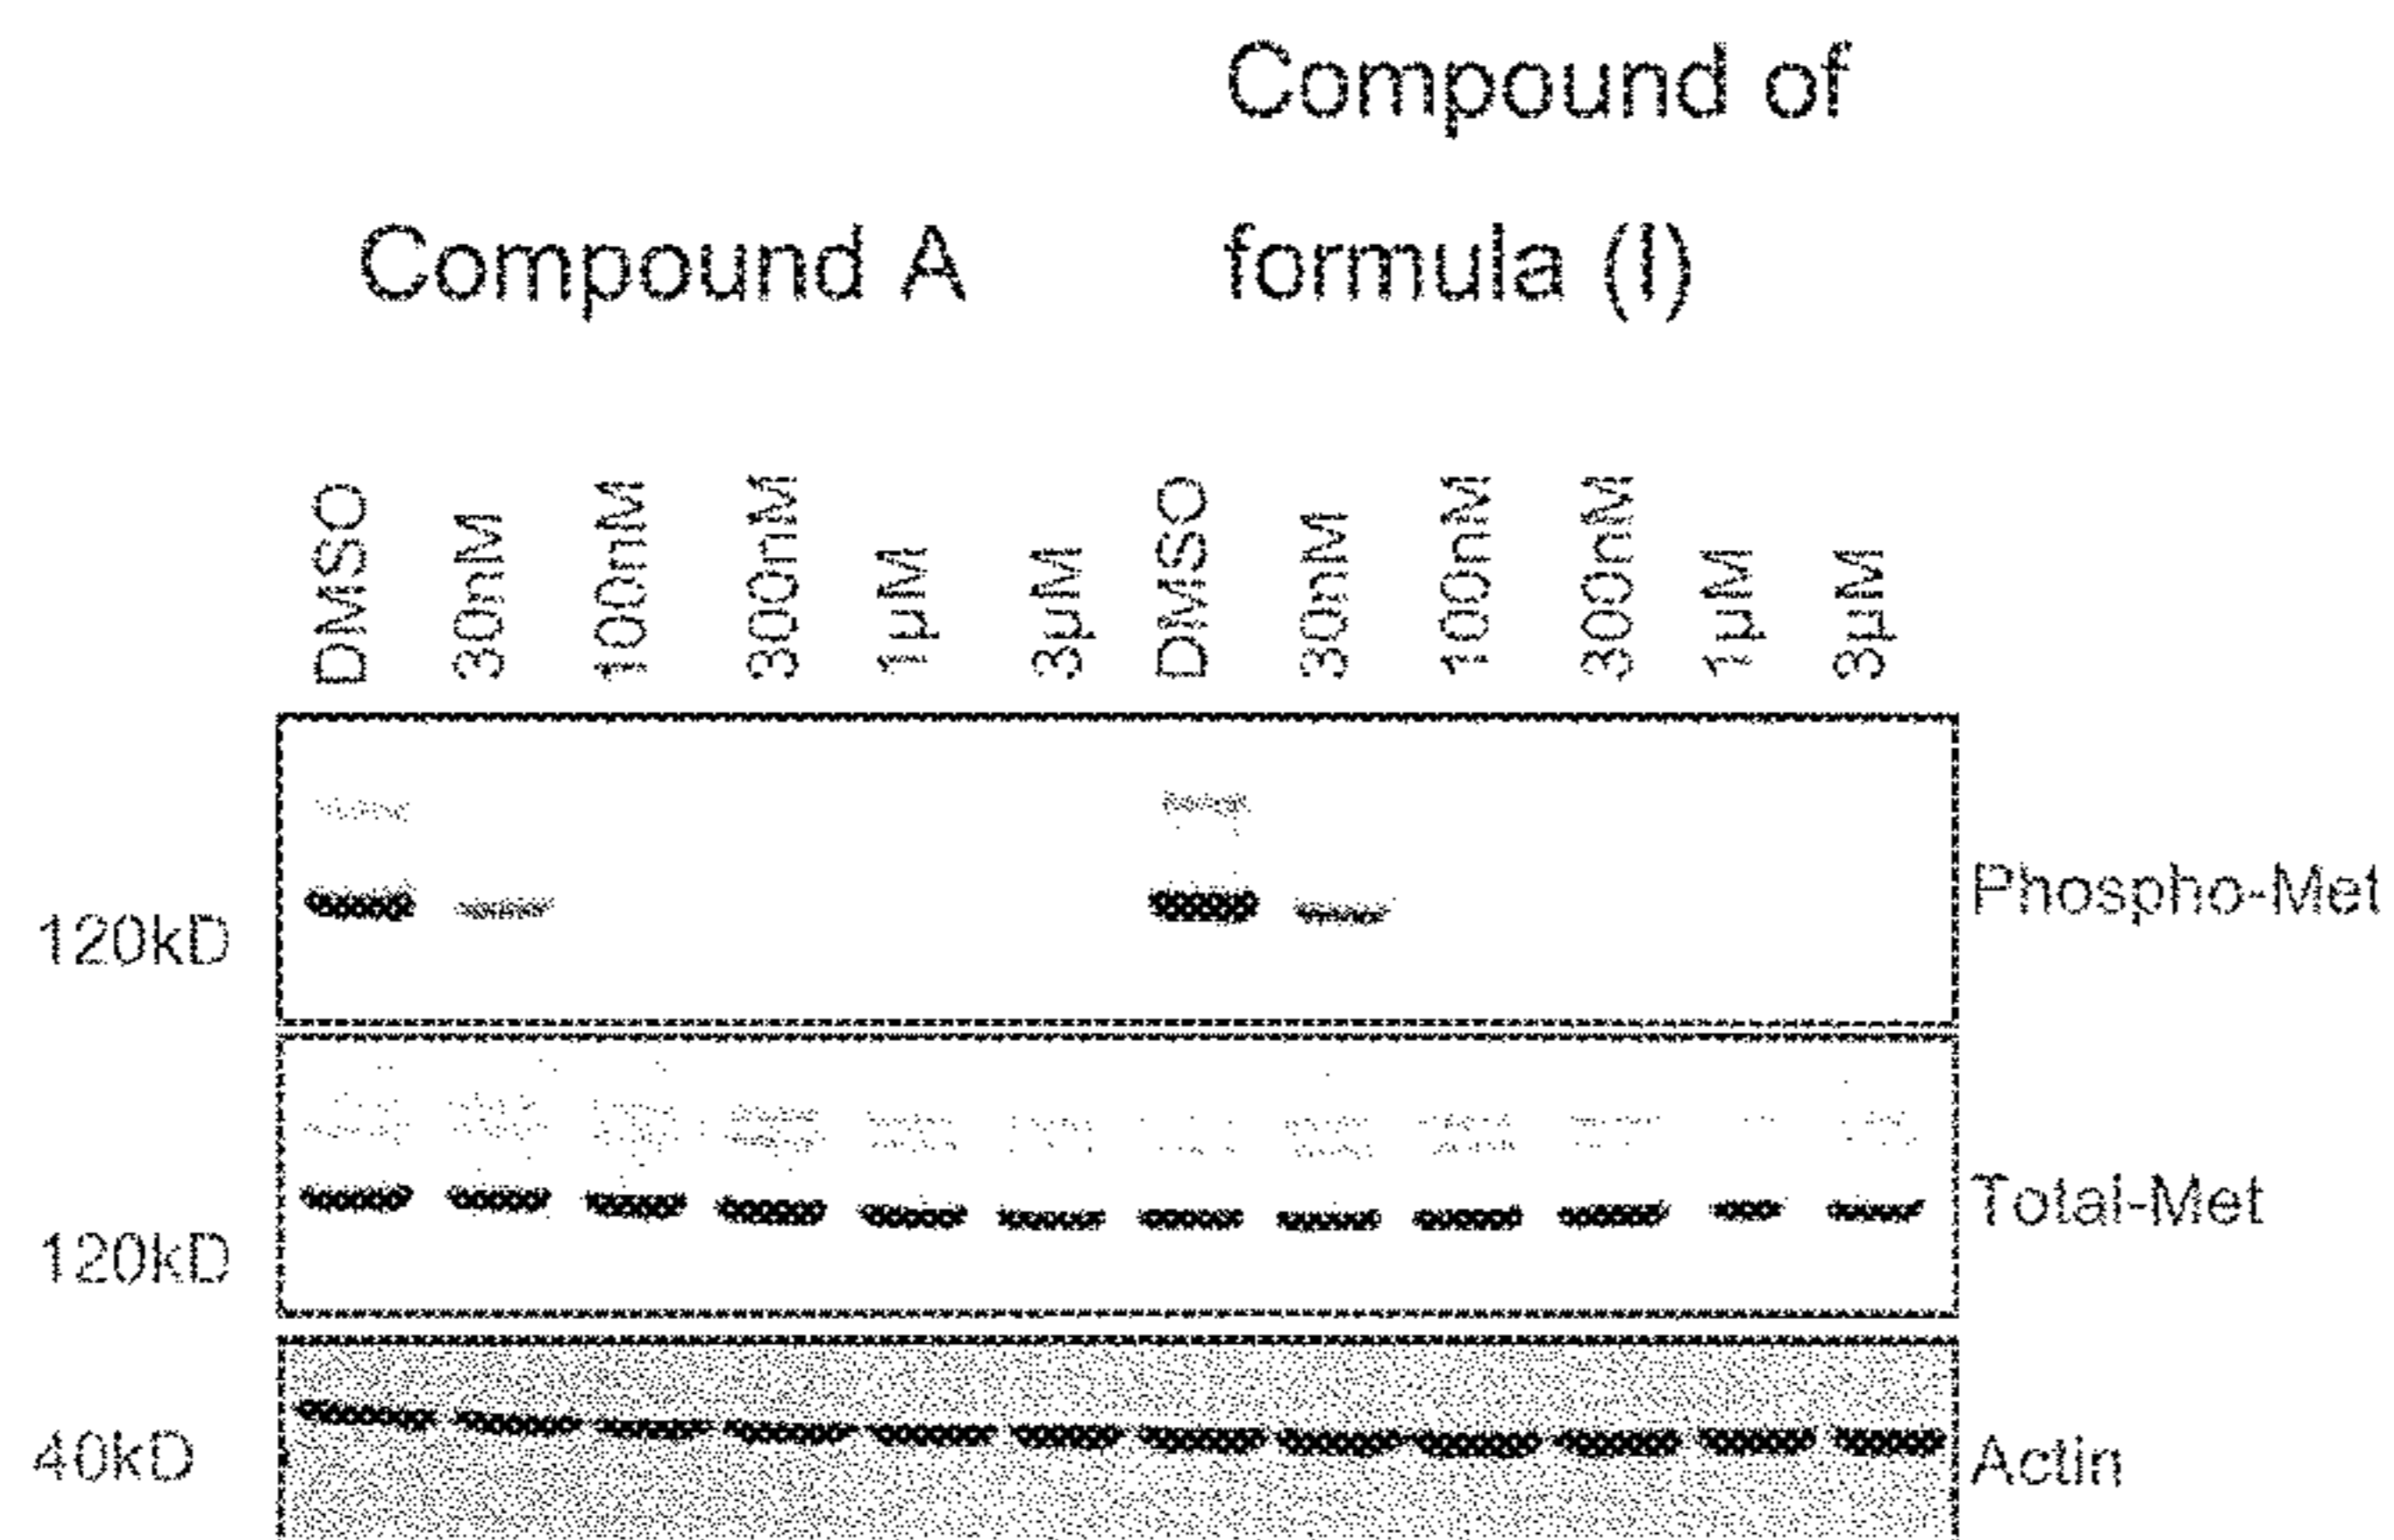 Compound of
Compound A formula (I)
DMSO 30nM 100nM 300nM 1µM 3µM DMSO 30nM 100nM 300nM 1µM 3µM
Phospho-Met
120kD
Total-Met
120kD
40kD Actin